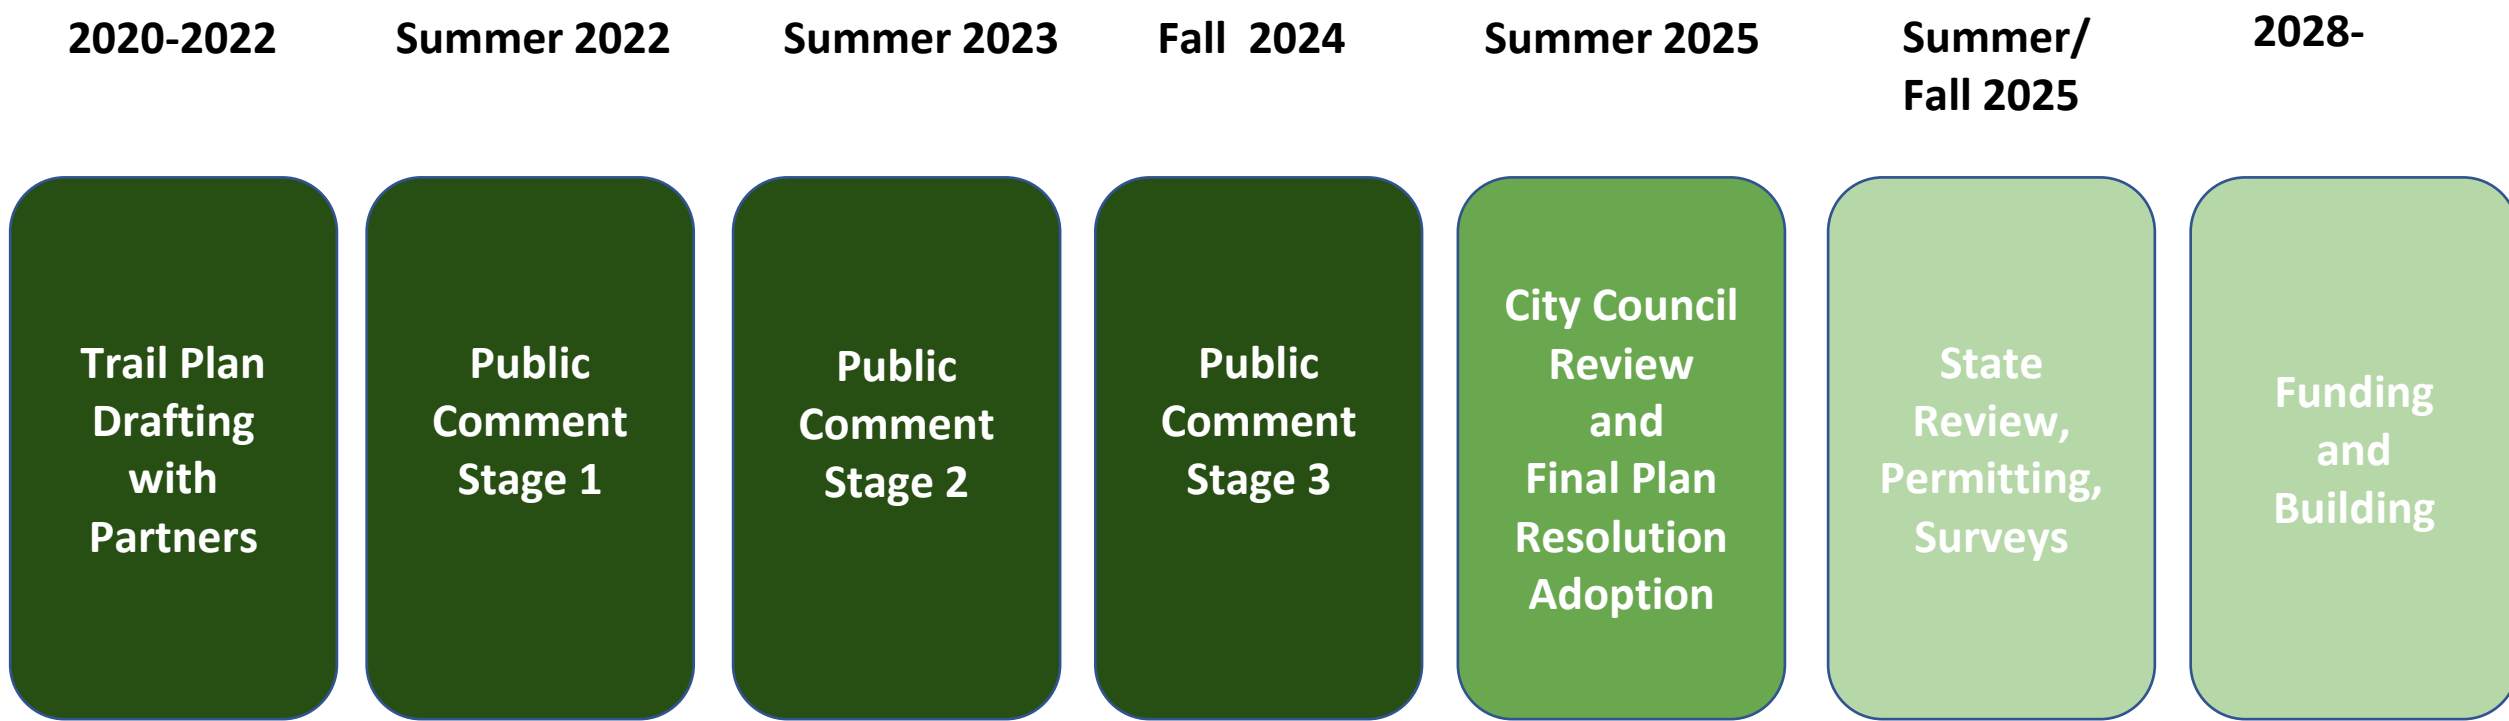 2020-2022
Summer 2022
Summer 2023
Fall  2024
Summer 2025
Summer/
Fall 2025
2028-
Trail Plan
Drafting
with
Partners
Public
Comment
Stage 1
Public
Comment
Stage 2
Public
Comment
Stage 3
City Council
Review
and
Final Plan
Resolution
Adoption
State
Review,
Permitting,
Surveys
Funding
and
Building